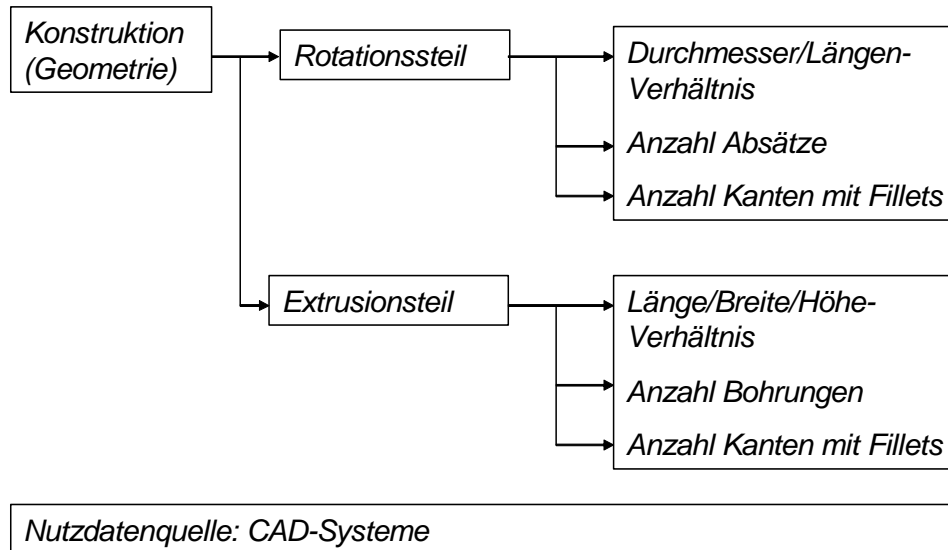 Konstruktion
(Geometrie)
Rotationssteil
Durchmesser/Längen-
Verhältnis
Anzahl Absätze
Anzahl Kanten mit Fillets
Extrusionsteil
Länge/Breite/Höhe-
Verhältnis
Anzahl Bohrungen
Anzahl Kanten mit Fillets
Nutzdatenquelle: CAD-Systeme